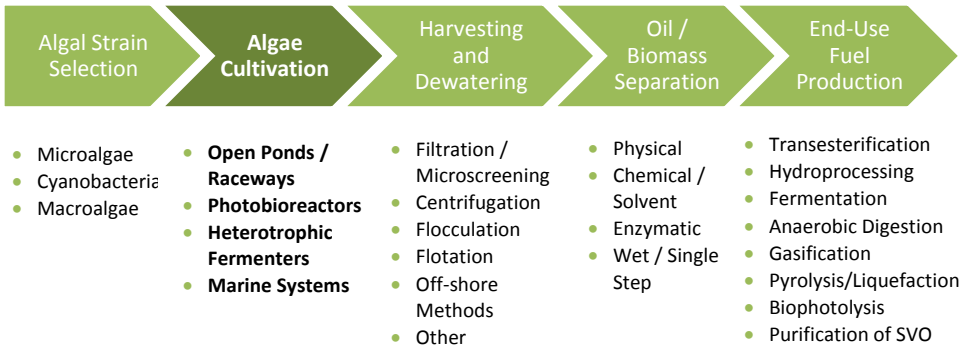 Algal Strain
Selection
Algae
Cultivation
Harvesting
and
Dewatering
Oil /
Biomass
Separation
End-Use
Fuel
Production
• Microalgae
• Cyanobacteria
• Macroalgae
• Open Ponds /
Raceways
• Photobioreactors
• Heterotrophic
Fermenters
• Marine Systems
• Filtration /
Microscreening
• Centrifugation
• Flocculation
• Flotation
• Off-shore
Methods
• Other
• Physical
• Chemical /
Solvent
• Enzymatic
• Wet / Single
Step
• Transesterification
• Hydroprocessing
• Fermentation
• Anaerobic Digestion
• Gasification
• Pyrolysis/Liquefaction
• Biophotolysis
• Purification of SVO